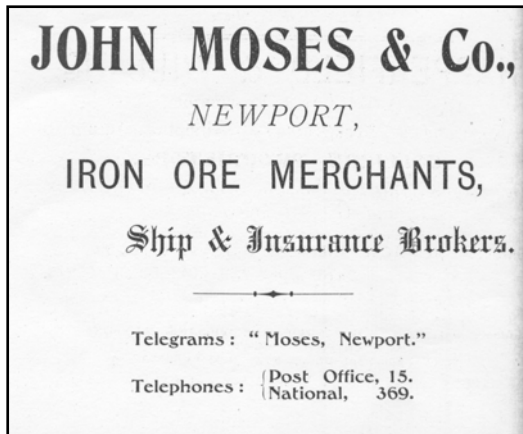 JOHN MOSES & Co.,
NEWPORT,
IRON ORE MERCHANTS,
Ship & Insurance Brokers.
Telegrams : " Moses, Newport."
Telephones : { Post Office, 15.
National, 369.